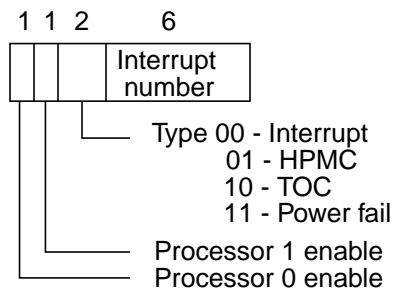 1 1 2 6
Interrupt
number
Type 00 - Interrupt
01 - HPMC
10 - TOC
11 - Power fail
Processor 1 enable
Processor 0 enable